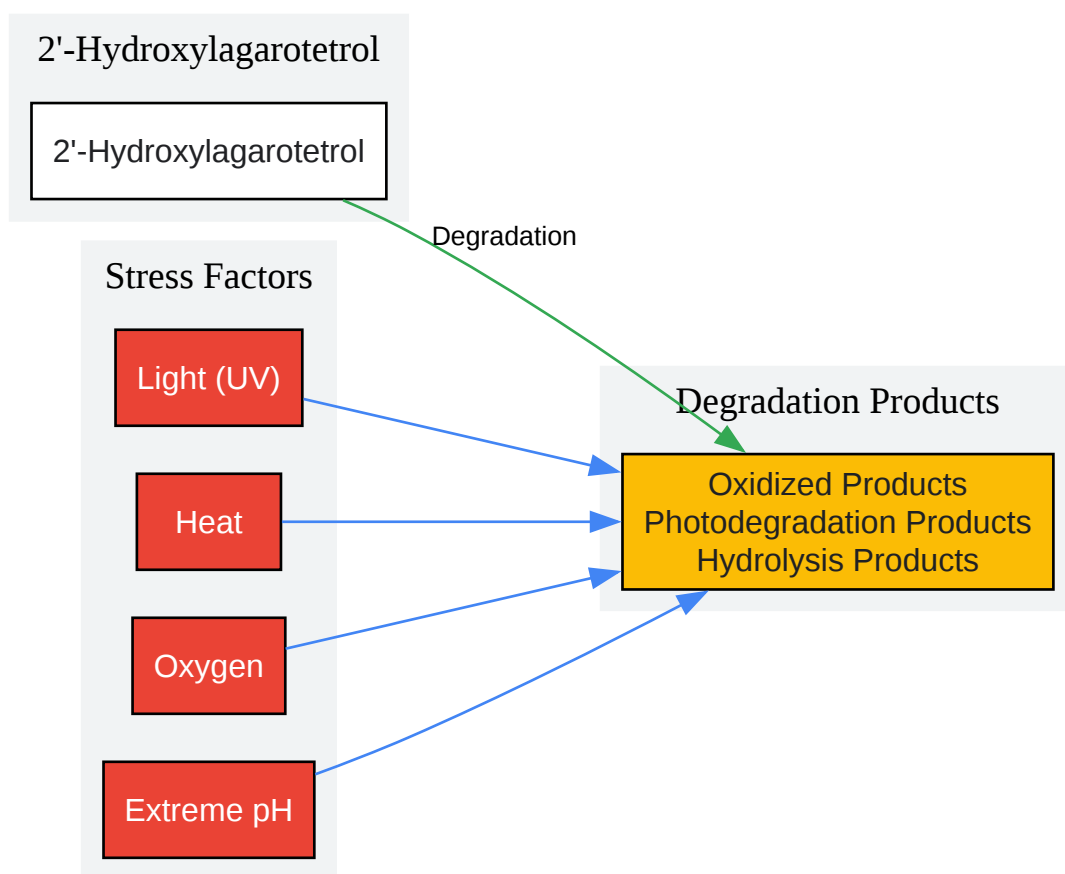 2'-Hydroxylagarotetrol
2'-Hydroxylagarotetrol
Degradation
Stress Factors
Light (UV)
Heat
Oxygen
Extreme pH
Degradation Products
Oxidized Products
Photodegradation Products
Hydrolysis Products